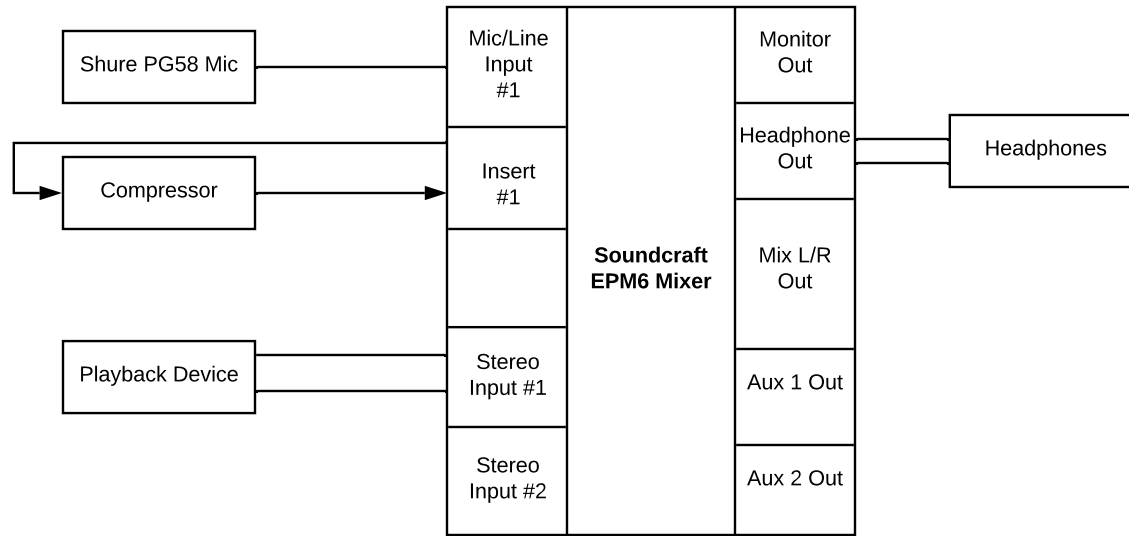 Shure PG58 Mic
Mic/Line
Input
#1
Compressor
Insert
#1
Playback Device
Stereo
Input #1
Stereo
Input #2
Soundcraft
EPM6 Mixer
Monitor
Out
Headphone
Out
Mix L/R
Out
Aux 1 Out
Aux 2 Out
Headphones